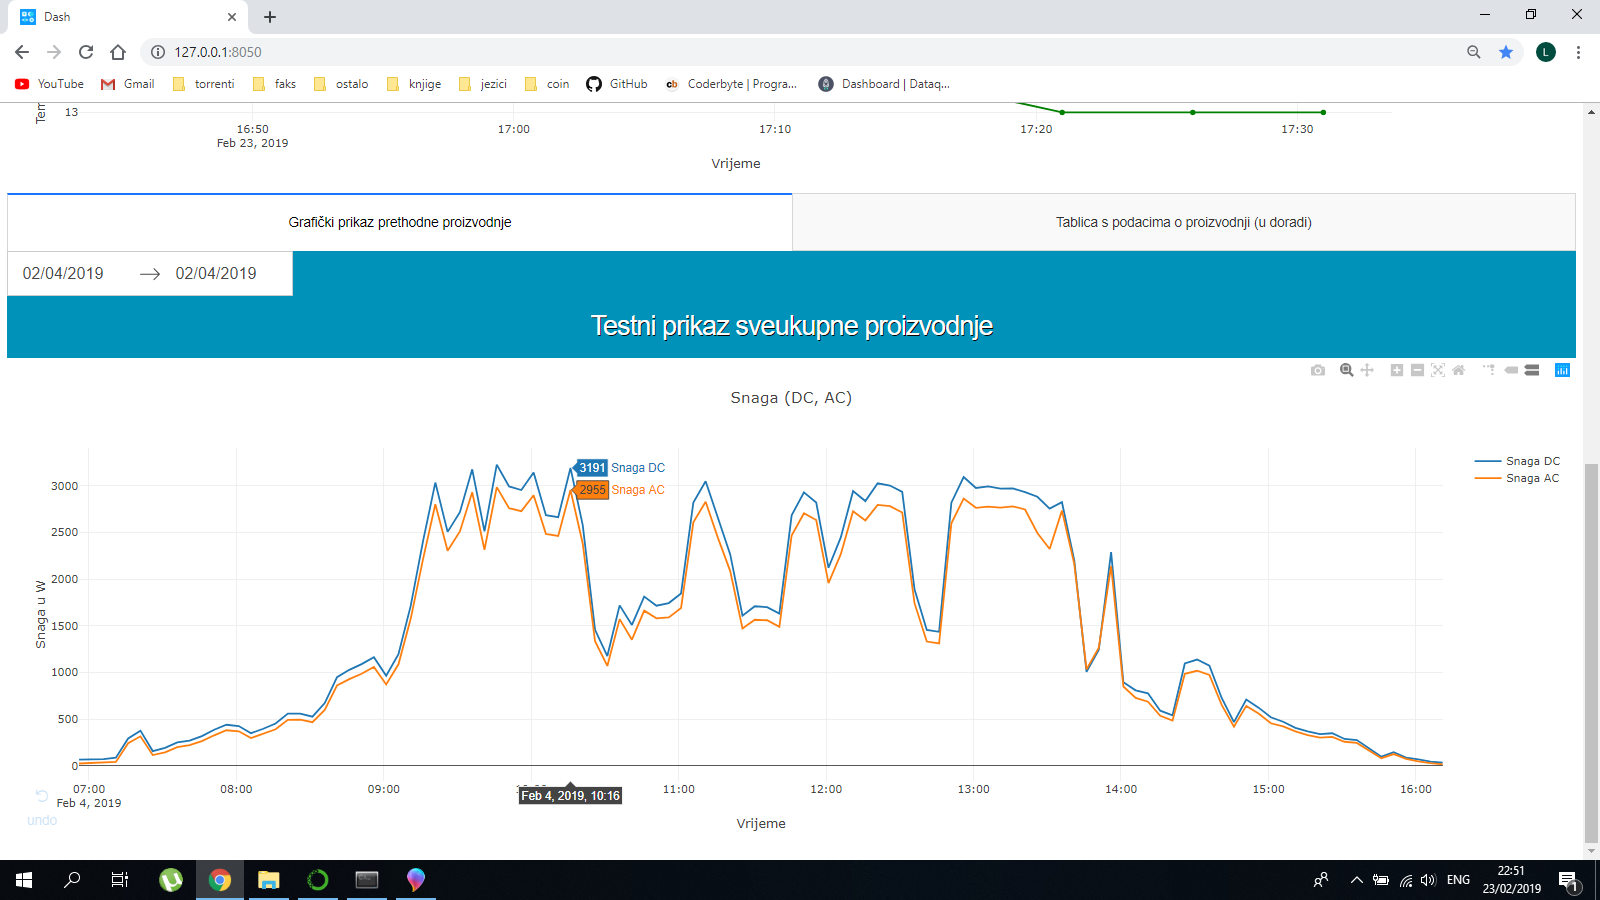 Dash
127.0.0.1:8050
L
YouTube Gmail torrenti faks ostalo knjige jezici coin GitHub cb Coderbyte | Progra... Dashboard | Dataq...
13
16:50 17:00 17:10 17:20 17:30
Feb 23, 2019
Vrijeme
Grafički prikaz prethodne proizvodnje Tablica s podacima o proizvodnji (u doradi)
02/04/2019 → 02/04/2019
Testni prikaz sveukupne proizvodnje
Snaga (DC, AC)
3191 Snaga DC
2955 Snaga AC
Snaga DC
Snaga AC
Snaga u W
3000
2500
2000
1500
1000
500
0
07:00 08:00 09:00 11:00 12:00 13:00 14:00 15:00 16:00
Feb 4, 2019
Feb 4, 2019, 10:16
undo
Vrijeme
ENG
22:51
23/02/2019
1